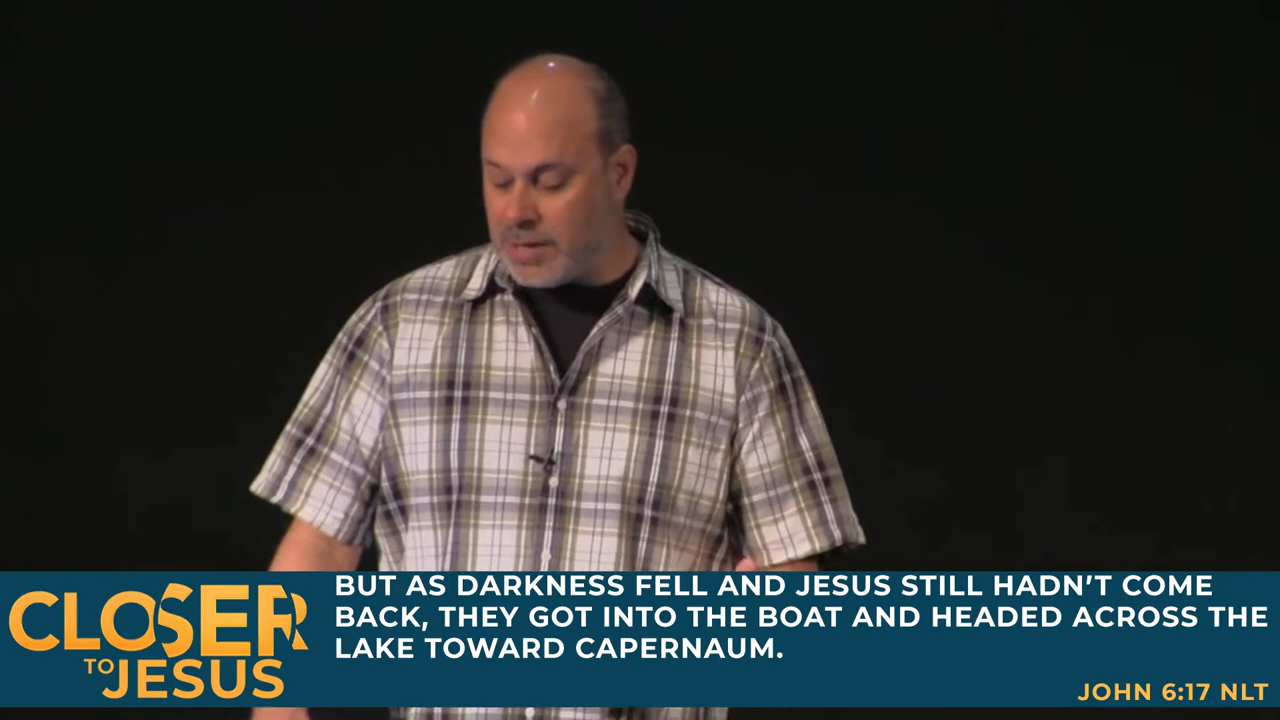 CLOSER
TO JESUS
BUT AS DARKNESS FELL AND JESUS STILL HADN’T COME
BACK, THEY GOT INTO THE BOAT AND HEADED ACROSS THE
LAKE TOWARD CAPERNAUM.
JOHN 6:17 NLT